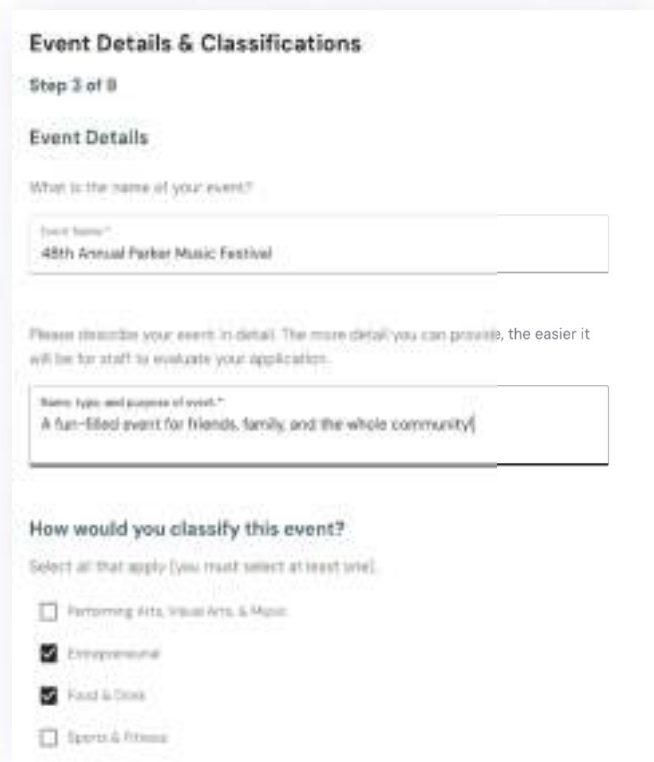 Event Details & Classifications
Step 3 of 9
Event Details
What is the name of your event?
Event Name *
48th Annual Parker Music Festival
Please describe your event in detail. The more detail you can provide, the easier it
will be for staff to evaluate your application.
Name, type, and purpose of event. *
A fun-filled event for friends, family, and the whole community!
How would you classify this event?
Select all that apply (you must select at least one).
Performing Arts, Visual Arts, & Music
Entrepreneurial
Food & Drink
Sports & Fitness